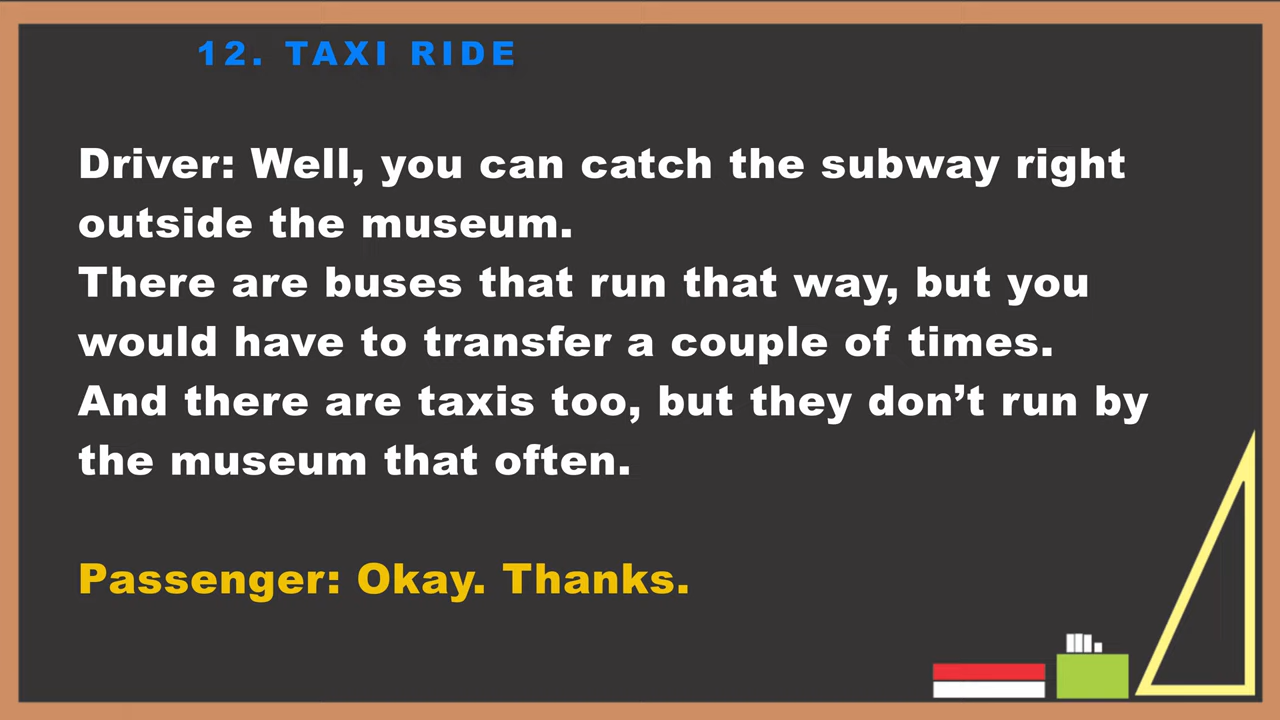 12. TAXI RIDE
Driver: Well, you can catch the subway right
outside the museum.
There are buses that run that way, but you
would have to transfer a couple of times.
And there are taxis too, but they don’t run by
the museum that often.
Passenger: Okay. Thanks.